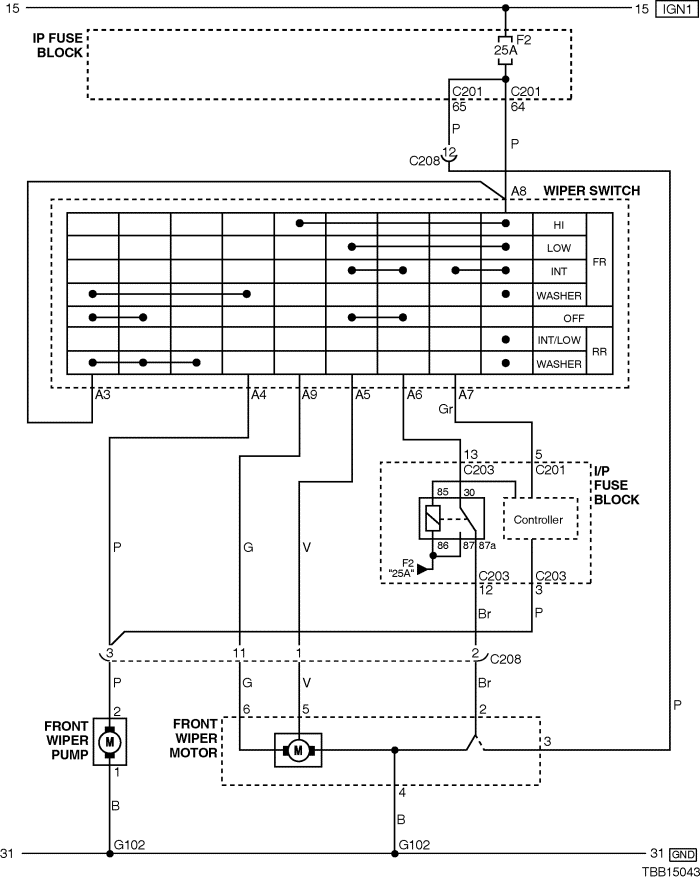 15
15 IGN1
IP FUSE
BLOCK
F2
25A
C201
C201
65
64
P
P
12
C208
A8
WIPER SWITCH
HI
LOW
INT
FR
WASHER
OFF
INT/LOW
RR
WASHER
A3
A4
A9
A5
A6
A7
Gr
13
5
C203
C201
I/P
FUSE
BLOCK
85
30
Controller
86
87
87a
F2
"25A"
C203
C203
12
3
P
G
V
Br
P
3
11
1
2
C208
P
G
V
Br
P
2
6
5
2
FRONT
WIPER
PUMP
M
FRONT
WIPER
MOTOR
M
3
1
4
B
B
G102
G102
31
31 GND
TBB15043